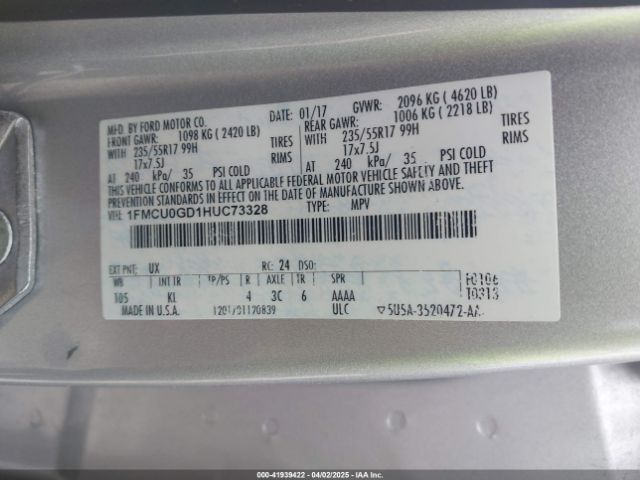 MFD. BY FORD MOTOR CO. DATE: 01/17 GVWR: 2096 KG ( 4620 LB)
FRONT GAWR: 1098 KG ( 2420 LB) REAR GAWR: 1006 KG ( 2218 LB)
WITH 235/55R17 99H TIRES WITH 235/55R17 99H TIRES
17x7.5J RIMS 17x7.5J RIMS
AT 240 kPa/ 35 PSI COLD AT 240 kPa/ 35 PSI COLD
THIS VEHICLE CONFORMS TO ALL APPLICABLE FEDERAL MOTOR VEHICLE SAFETY AND THEFT
PREVENTION STANDARDS IN EFFECT ON THE DATE OF MANUFACTURE SHOWN ABOVE.
VIN: 1FMCU0GD1HUC73328 TYPE: MPV
EXT PNT: UX RC: 24 DSO:
WB INT TR TP/PS R AXLE TR SPR F0106
105 KL 4 3C 6 AAAA T0313
MADE IN U.S.A. ULC ▽5U5A-3520472-AA
000-41939422 - 04/02/2025 - IAAI.COM